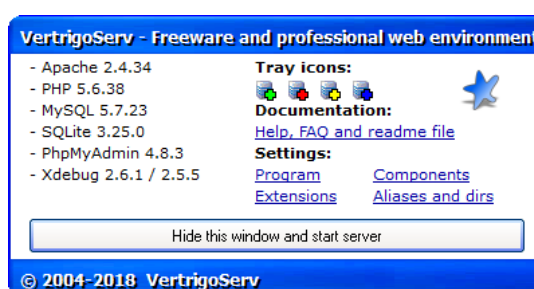 VertrigoServ - Freeware and professional web environment
- Apache 2.4.34
- PHP 5.6.38
- MySQL 5.7.23
- SQLite 3.25.0
- PhpMyAdmin 4.8.3
- Xdebug 2.6.1 / 2.5.5
Tray icons:
Documentation:
Help, FAQ and readme file
Settings:
Program Components
Extensions Aliases and dirs
Hide this window and start server
© 2004-2018 VertrigoServ